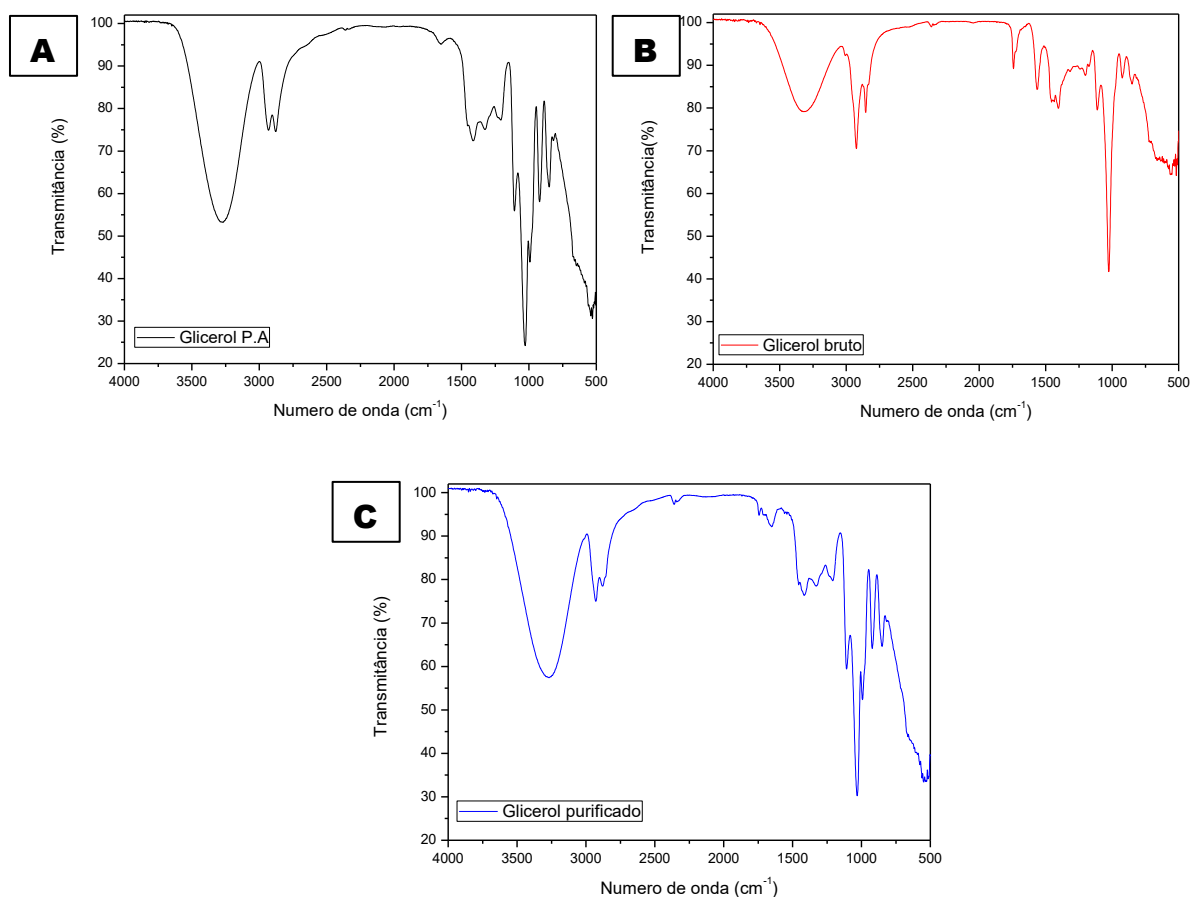 A
100
90
80
70
60
50
40
30
20
Transmitância (%)
Glicerol P.A
4000 3500 3000 2500 2000 1500 1000 500
Numero de onda (cm⁻¹)
B
100
90
80
70
60
50
40
30
20
Transmitância(%)
Glicerol bruto
4000 3500 3000 2500 2000 1500 1000 500
Numero de onda (cm⁻¹)
C
100
90
80
70
60
50
40
30
20
Transmitância (%)
Glicerol purificado
4000 3500 3000 2500 2000 1500 1000 500
Numero de onda (cm⁻¹)